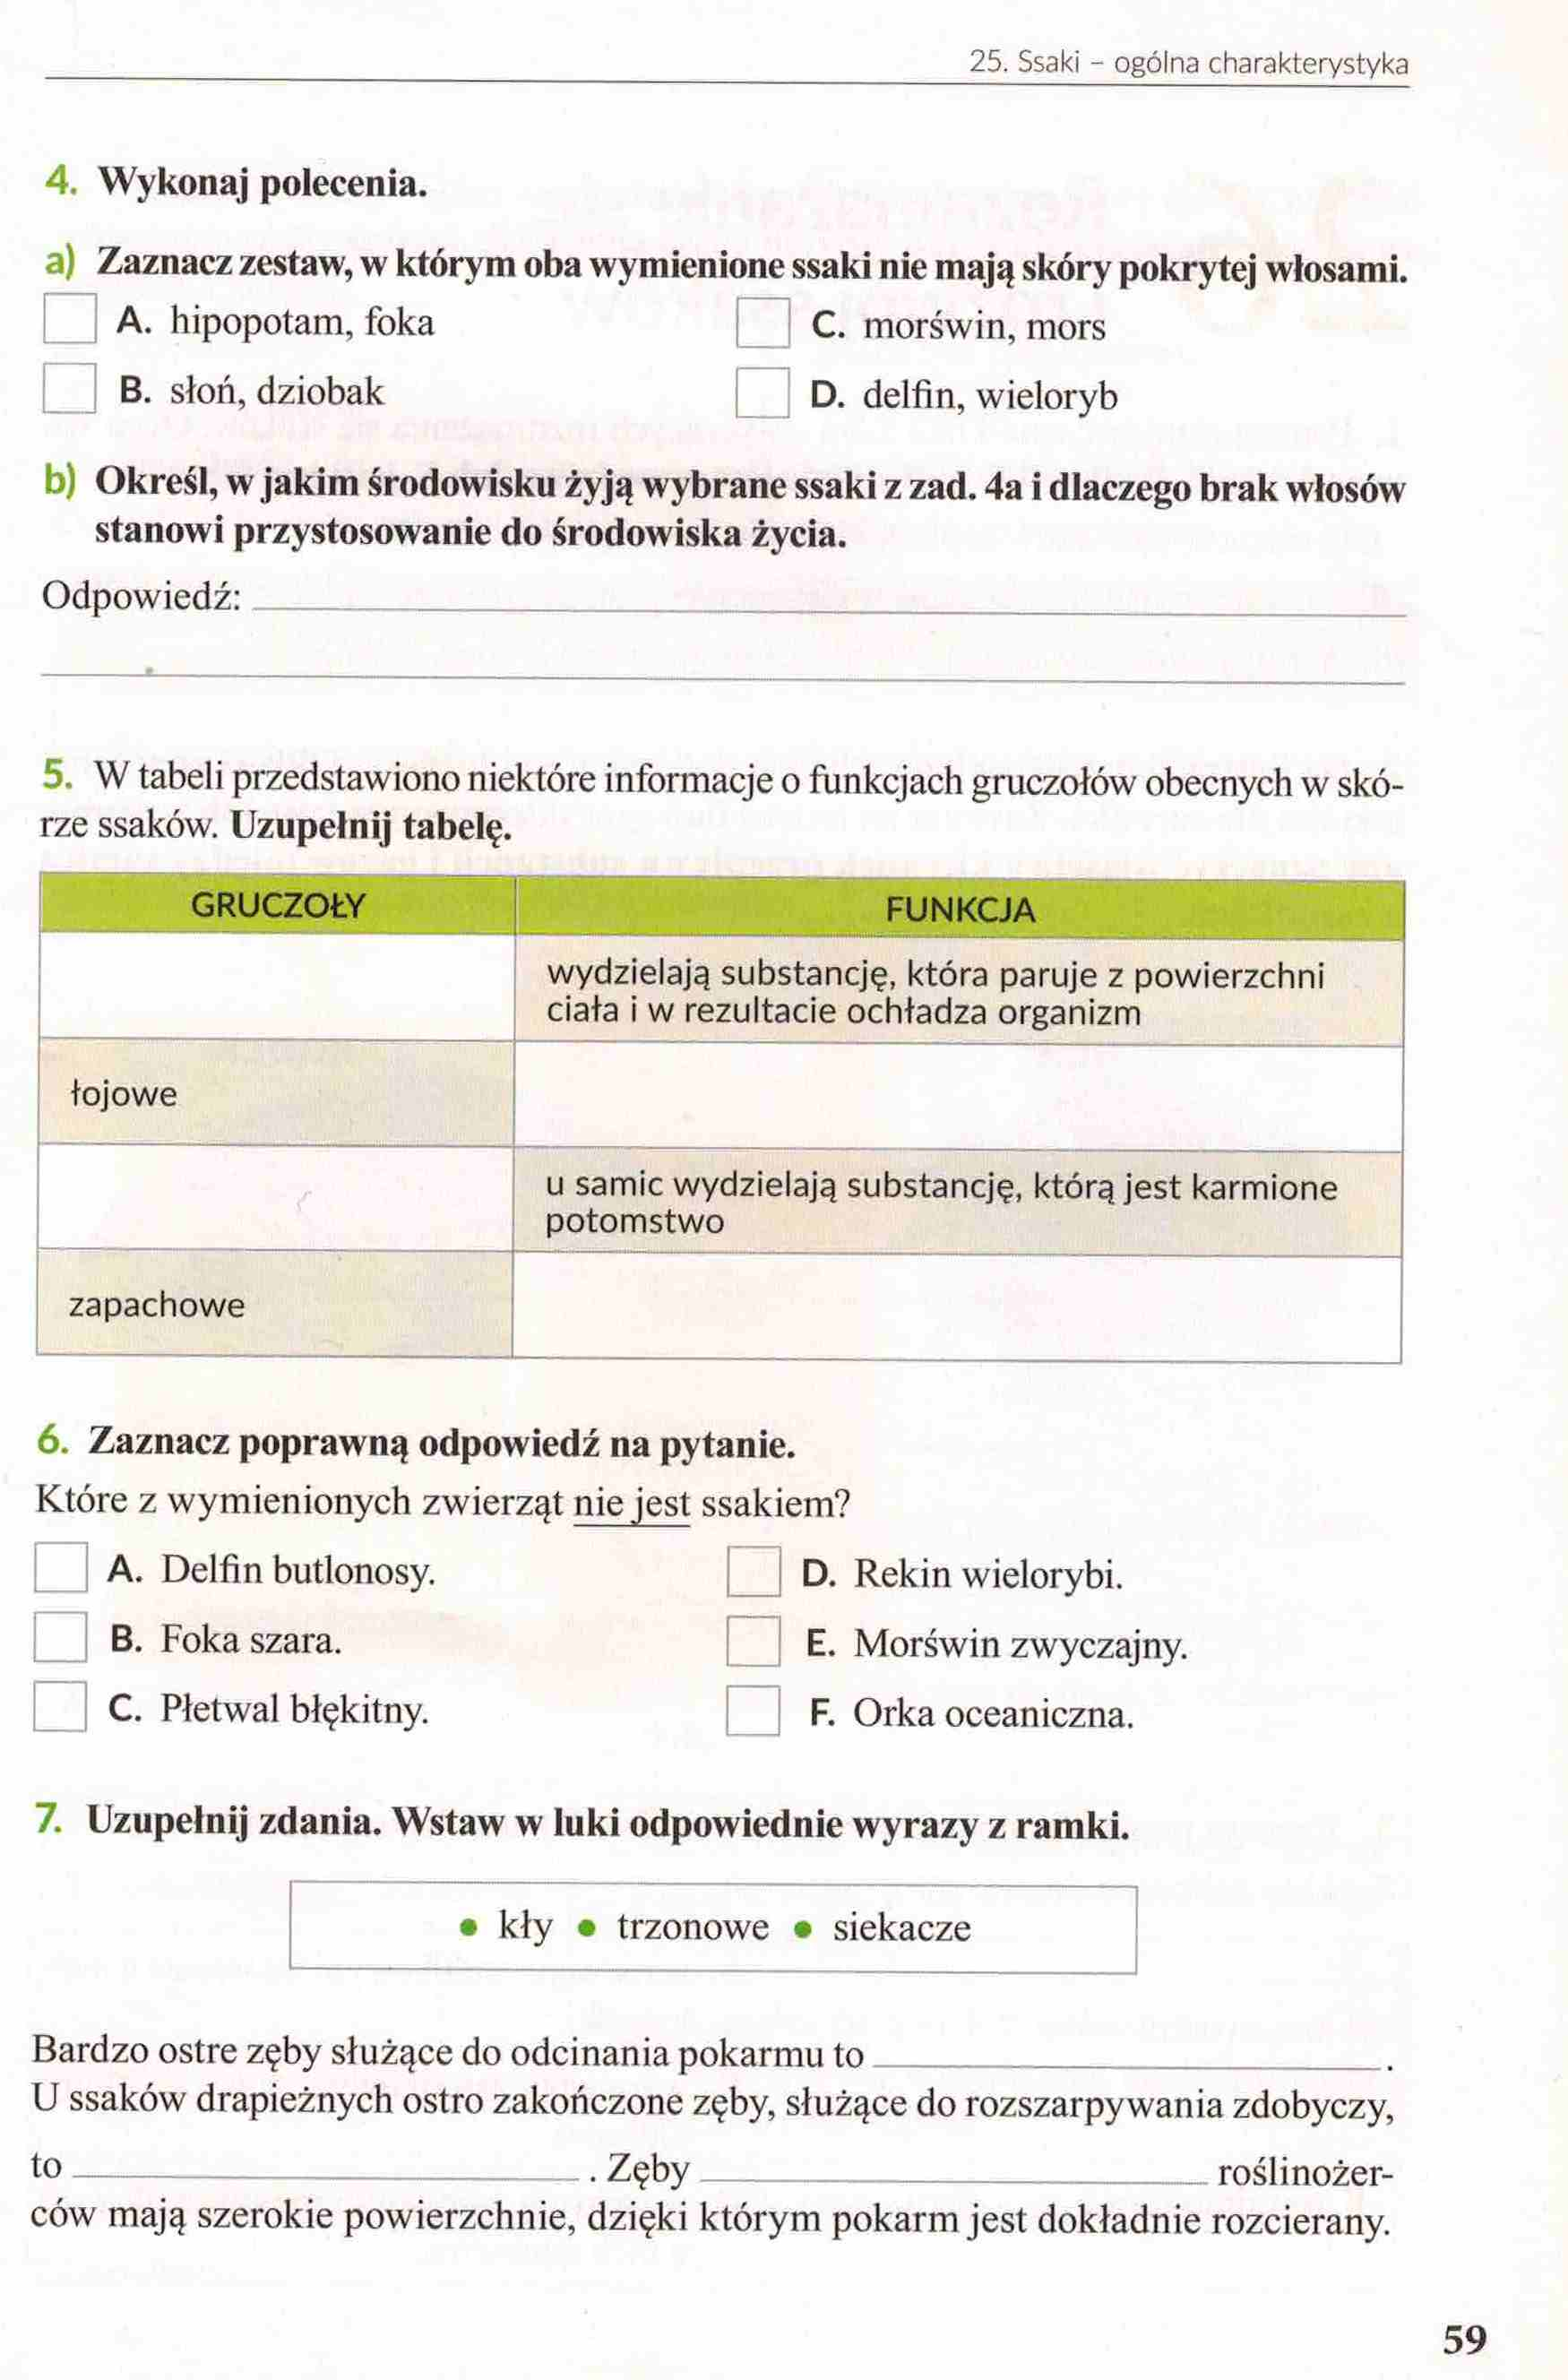 25. Ssaki – ogólna charakterystyka
4. Wykonaj polecenia.
a) Zaznacz zestaw, w którym oba wymienione ssaki nie mają skóry pokrytej włosami.
A. hipopotam, foka
C. morświn, mors
B. słoń, dziobak
D. delfin, wieloryb
b) Określ, w jakim środowisku żyją wybrane ssaki z zad. 4a i dlaczego brak włosów
stanowi przystosowanie do środowiska życia.
Odpowiedź:
5. W tabeli przedstawiono niektóre informacje o funkcjach gruczołów obecnych w skó-
rze ssaków. Uzupełnij tabelę.
GRUCZOŁY
FUNKCJA
wydzielają substancję, która paruje z powierzchni
ciała i w rezultacie ochładza organizm
łojowe
u samic wydzielają substancję, którą jest karmione
potomstwo
zapachowe
6. Zaznacz poprawną odpowiedź na pytanie.
Które z wymienionych zwierząt nie jest ssakiem?
A. Delfin butlonosy.
D. Rekin wielorybi.
B. Foka szara.
E. Morświn zwyczajny.
C. Płetwal błękitny.
F. Orka oceaniczna.
7. Uzupełnij zdania. Wstaw w luki odpowiednie wyrazy z ramki.
• kły • trzonowe • siekacze
Bardzo ostre zęby służące do odcinania pokarmu to .
U ssaków drapieżnych ostro zakończone zęby, służące do rozszarpywania zdobyczy,
to . Zęby roślinożer-
ców mają szerokie powierzchnie, dzięki którym pokarm jest dokładnie rozcierany.
59